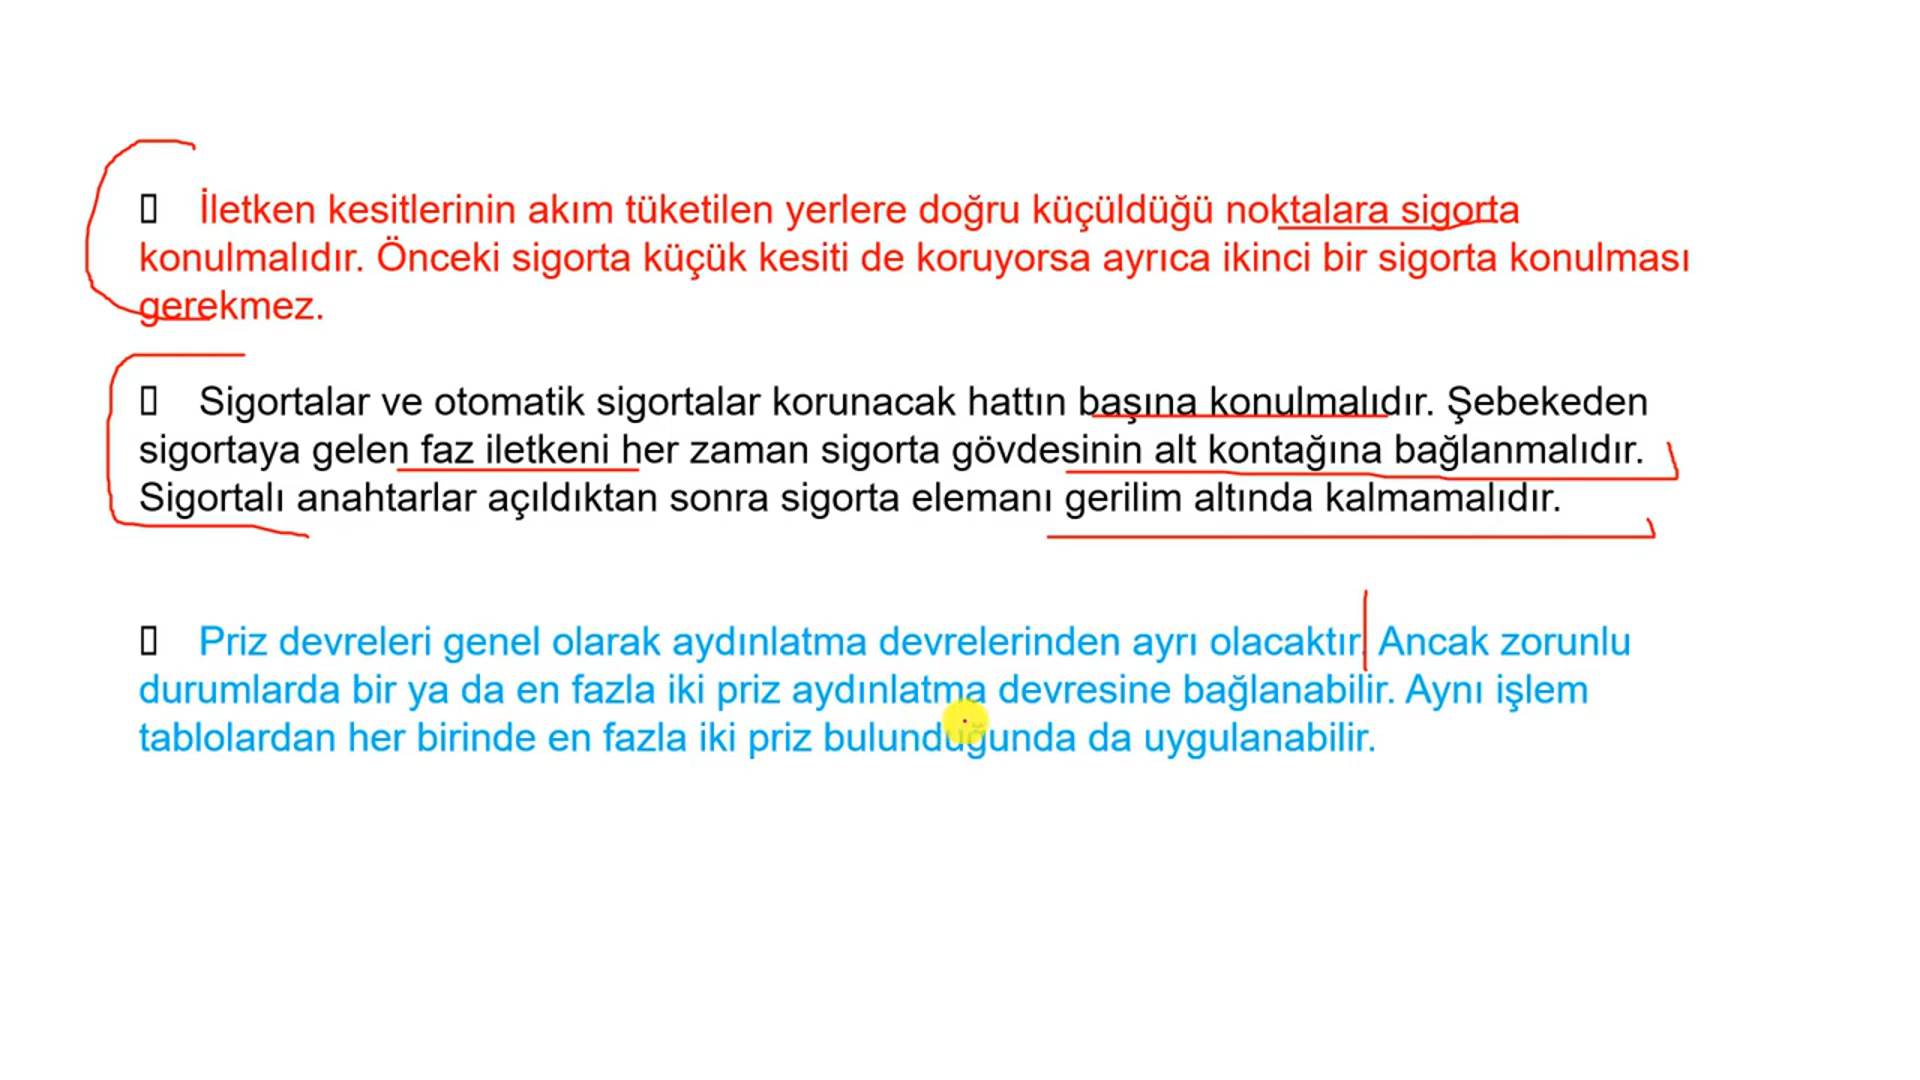 İletken kesitlerinin akım tüketilen yerlere doğru küçüldüğü noktalara sigorta
konulmalıdır. Önceki sigorta küçük kesiti de koruyorsa ayrıca ikinci bir sigorta konulması
gerekmez.
Sigortalar ve otomatik sigortalar korunacak hattın başına konulmalıdır. Şebekeden
sigortaya gelen faz iletkeni her zaman sigorta gövdesinin alt kontağına bağlanmalıdır.
Sigortalı anahtarlar açıldıktan sonra sigorta elemanı gerilim altında kalmamalıdır.
Priz devreleri genel olarak aydınlatma devrelerinden ayrı olacaktır. Ancak zorunlu
durumlarda bir ya da en fazla iki priz aydınlatma devresine bağlanabilir. Aynı işlem
tablolardan her birinde en fazla iki priz bulunduğunda da uygulanabilir.